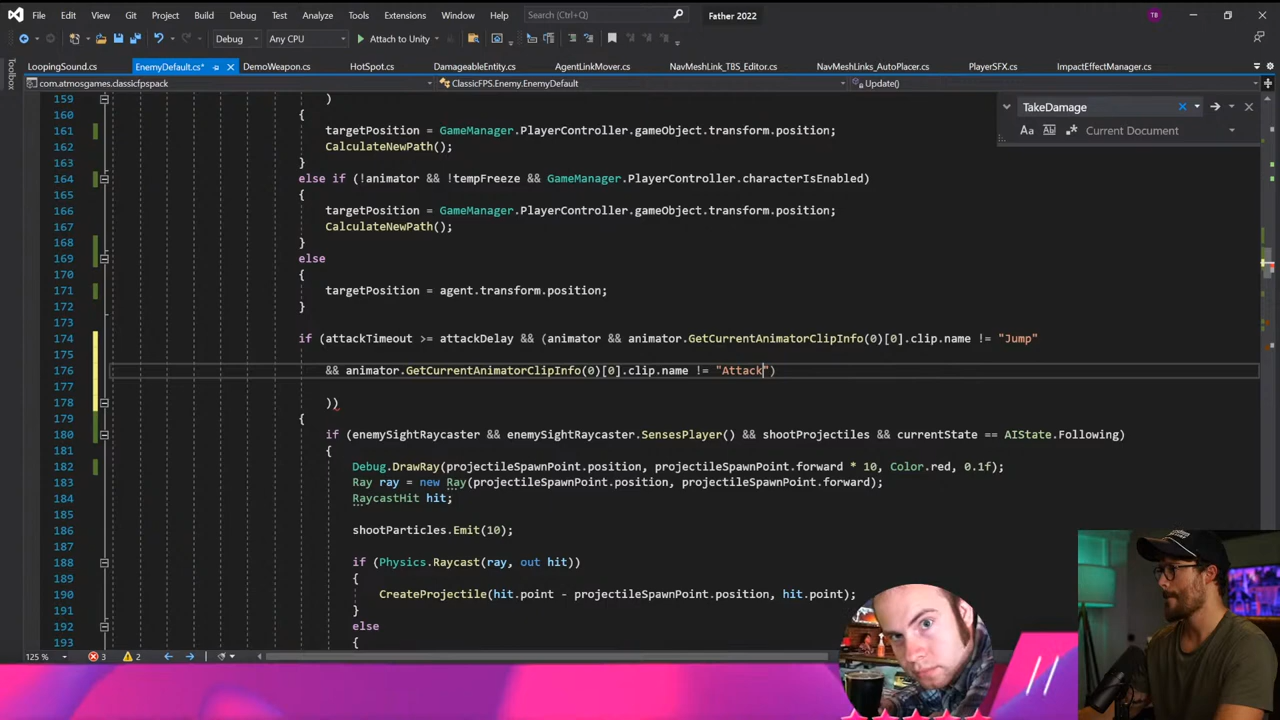 File Edit View Git Project Build Debug Test Analyze Tools Extensions Window Help Search (Ctrl+Q) Father 2022 TB
Debug Any CPU Attach to Unity
Toolbox
LoopingSound.cs EnemyDefault.cs* DemoWeapon.cs HotSpot.cs DamageableEntity.cs AgentLinkMover.cs NavMeshLink_TBS_Editor.cs NavMeshLinks_AutoPlacer.cs PlayerSFX.cs ImpactEffectManager.cs
com.atmosgames.classicfpspack ClassicFPS.Enemy.EnemyDefault Update()
TakeDamage
Aa Ab Current Document
159 )
160 {
161 targetPosition = GameManager.PlayerController.gameObject.transform.position;
162 CalculateNewPath();
163 }
164 else if (!animator && !tempFreeze && GameManager.PlayerController.characterIsEnabled)
165 {
166 targetPosition = GameManager.PlayerController.gameObject.transform.position;
167 CalculateNewPath();
168 }
169 else
170 {
171 targetPosition = agent.transform.position;
172 }
173
174 if (attackTimeout >= attackDelay && (animator && animator.GetCurrentAnimatorClipInfo(0)[0].clip.name != "Jump"
175
176 && animator.GetCurrentAnimatorClipInfo(0)[0].clip.name != "Attack")
177
178 ))
179 {
180 if (enemySightRaycaster && enemySightRaycaster.SensesPlayer() && shootProjectiles && currentState == AIState.Following)
181 {
182 Debug.DrawRay(projectileSpawnPoint.position, projectileSpawnPoint.forward * 10, Color.red, 0.1f);
183 Ray ray = new Ray(projectileSpawnPoint.position, projectileSpawnPoint.forward);
184 RaycastHit hit;
185
186 shootParticles.Emit(10);
187
188 if (Physics.Raycast(ray, out hit))
189 {
190 CreateProjectile(hit.point - projectileSpawnPoint.position, hit.point);
191 }
192 else
193 {
125 % 3 2